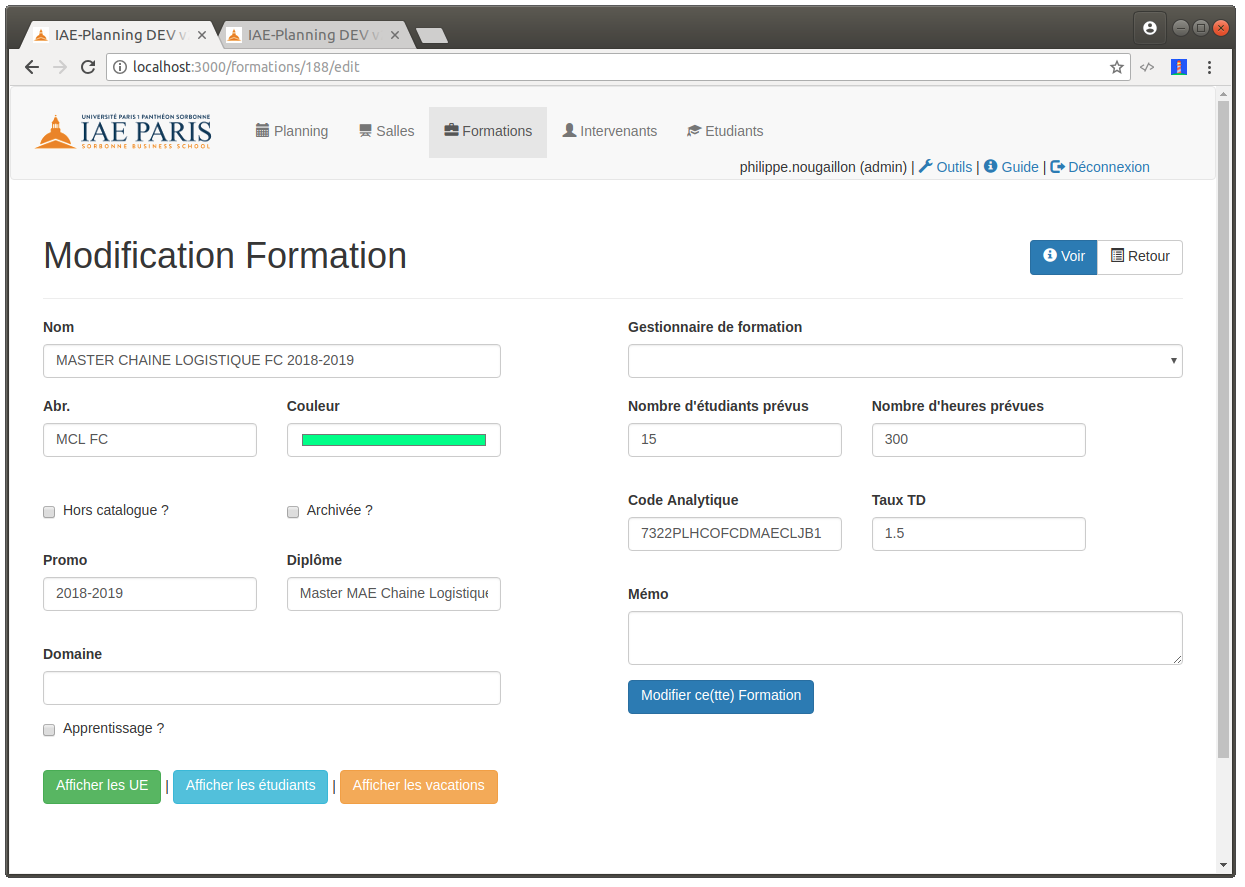 IAE-Planning DEV v
IAE-Planning DEV v
localhost:3000/formations/188/edit
UNIVERSITÉ PARIS 1 PANTHÉON SORBONNE
IAE PARIS
SORBONNE BUSINESS SCHOOL
Planning Salles Formations Intervenants Etudiants
philippe.nougaillon (admin) | Outils | Guide | Déconnexion
Modification Formation
Voir Retour
Nom
MASTER CHAINE LOGISTIQUE FC 2018-2019
Gestionnaire de formation
Abr. Couleur
MCL FC
Nombre d'étudiants prévus Nombre d'heures prévues
15 300
Hors catalogue ? Archivée ?
Code Analytique Taux TD
7322PLHCOFCDMAECLJB1 1.5
Promo Diplôme
2018-2019 Master MAE Chaine Logistique
Mémo
Domaine
Modifier ce(tte) Formation
Apprentissage ?
Afficher les UE | Afficher les étudiants | Afficher les vacations